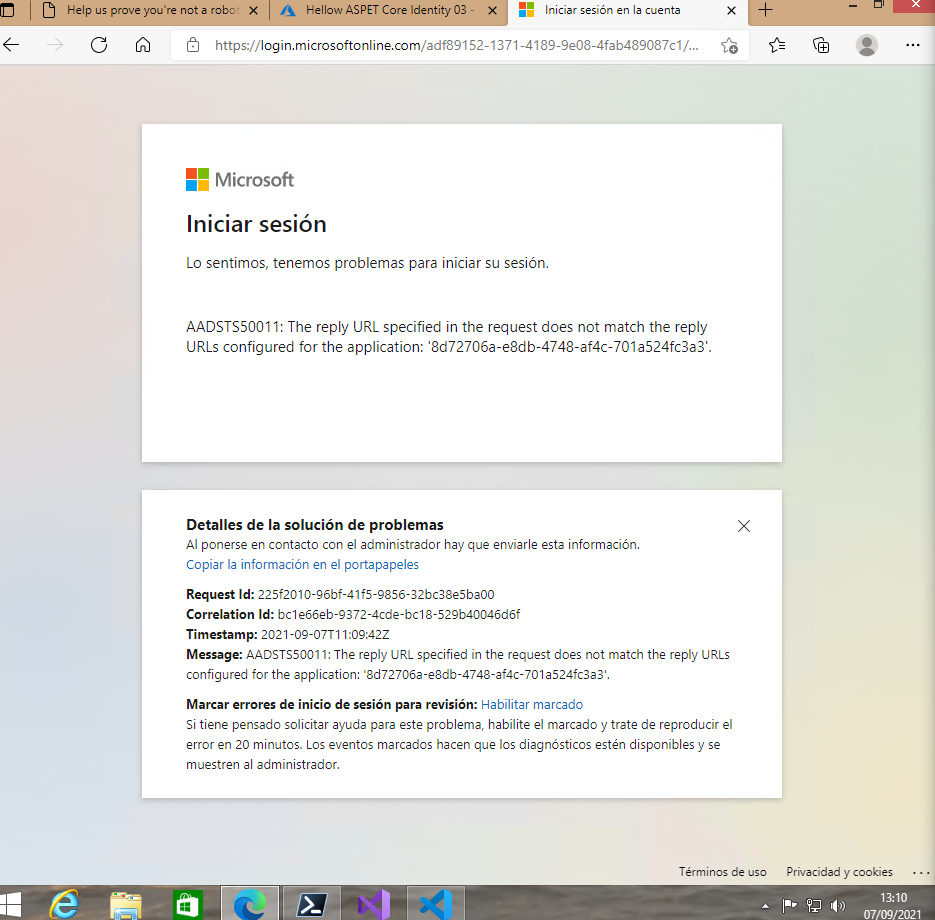 Help us prove you're not a robot
Hellow ASPET Core Identity 03 -
Iniciar sesión en la cuenta
https://login.microsoftonline.com/adf89152-1371-4189-9e08-4fab489087c1/...
Microsoft
Iniciar sesión
Lo sentimos, tenemos problemas para iniciar su sesión.
AADSTS50011: The reply URL specified in the request does not match the reply
URLs configured for the application: '8d72706a-e8db-4748-af4c-701a524fc3a3'.
Detalles de la solución de problemas
Al ponerse en contacto con el administrador hay que enviarle esta información.
Copiar la información en el portapapeles
Request Id: 225f2010-96bf-41f5-9856-32bc38e5ba00
Correlation Id: bc1e66eb-9372-4cde-bc18-529b40046d6f
Timestamp: 2021-09-07T11:09:42Z
Message: AADSTS50011: The reply URL specified in the request does not match the reply URLs
configured for the application: '8d72706a-e8db-4748-af4c-701a524fc3a3'.
Marcar errores de inicio de sesión para revisión: Habilitar marcado
Si tiene pensado solicitar ayuda para este problema, habilite el marcado y trate de reproducir el
error en 20 minutos. Los eventos marcados hacen que los diagnósticos estén disponibles y se
muestren al administrador.
Términos de uso Privacidad y cookies ...
13:10
07/09/2021